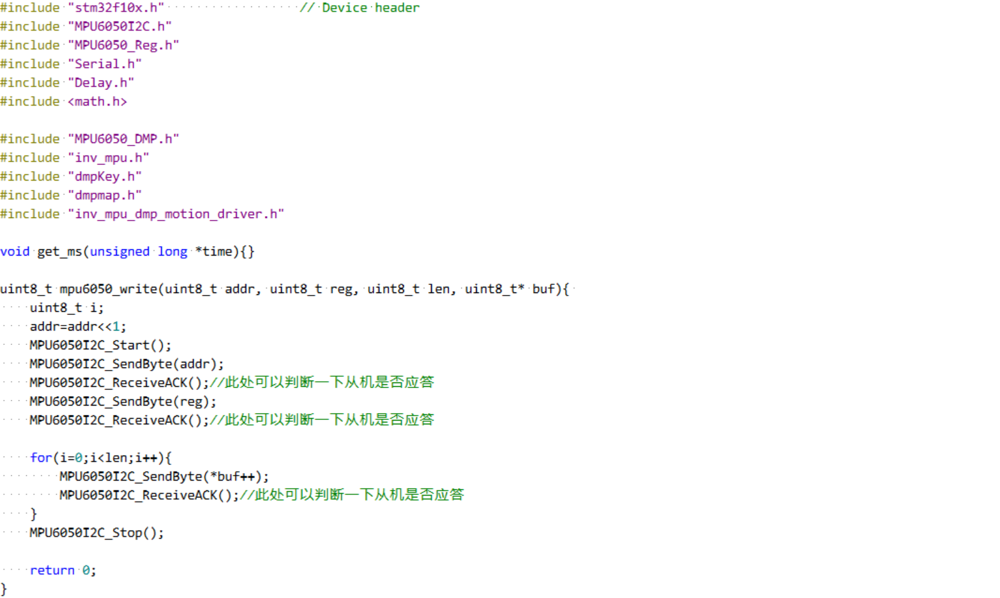 #include "stm32f10x.h"                  // Device header
#include "MPU6050I2C.h"
#include "MPU6050_Reg.h"
#include "Serial.h"
#include "Delay.h"
#include <math.h>

#include "MPU6050_DMP.h"
#include "inv_mpu.h"
#include "dmpKey.h"
#include "dmpmap.h"
#include "inv_mpu_dmp_motion_driver.h"

void get_ms(unsigned long *time){}

uint8_t mpu6050_write(uint8_t addr, uint8_t reg, uint8_t len, uint8_t* buf){
    uint8_t i;
    addr=addr<<1;
    MPU6050I2C_Start();
    MPU6050I2C_SendByte(addr);
    MPU6050I2C_ReceiveACK();//此处可以判断一下从机是否应答
    MPU6050I2C_SendByte(reg);
    MPU6050I2C_ReceiveACK();//此处可以判断一下从机是否应答

    for(i=0;i<len;i++){
        MPU6050I2C_SendByte(*buf++);
        MPU6050I2C_ReceiveACK();//此处可以判断一下从机是否应答
    }
    MPU6050I2C_Stop();

    return 0;
}